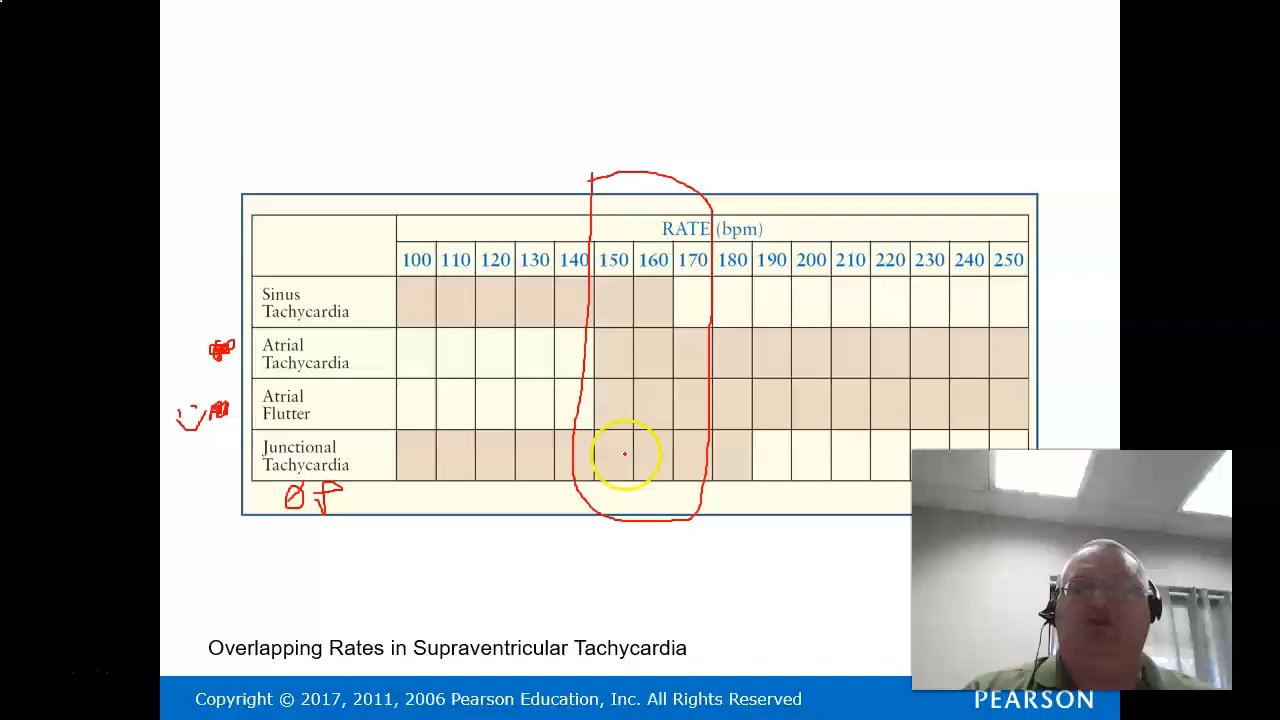 RATE (bpm)
100 110 120 130 140 150 160 170 180 190 200 210 220 230 240 250
Sinus
Tachycardia
Atrial
Tachycardia
Atrial
Flutter
Junctional
Tachycardia
Overlapping Rates in Supraventricular Tachycardia
Copyright © 2017, 2011, 2006 Pearson Education, Inc. All Rights Reserved
PEARSON